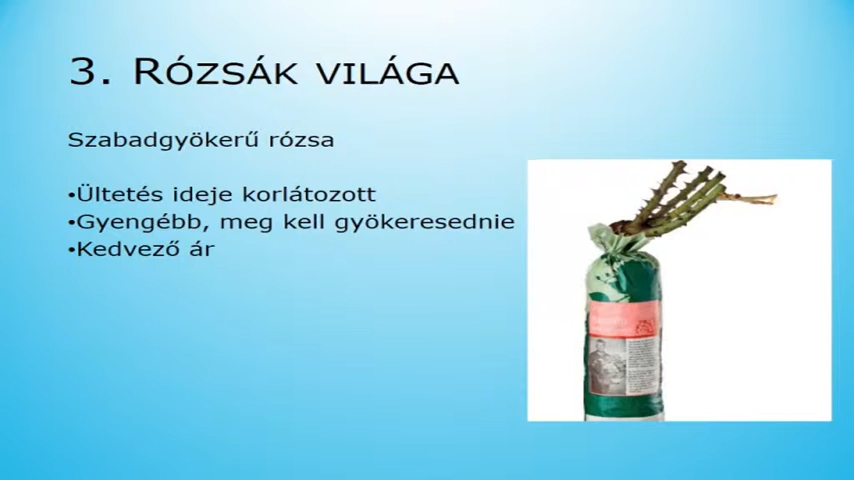 3. RÓZSÁK VILÁGA
Szabadgyökerű rózsa
•Ültetés ideje korlátozott
•Gyengébb, meg kell gyökeresednie
•Kedvező ár